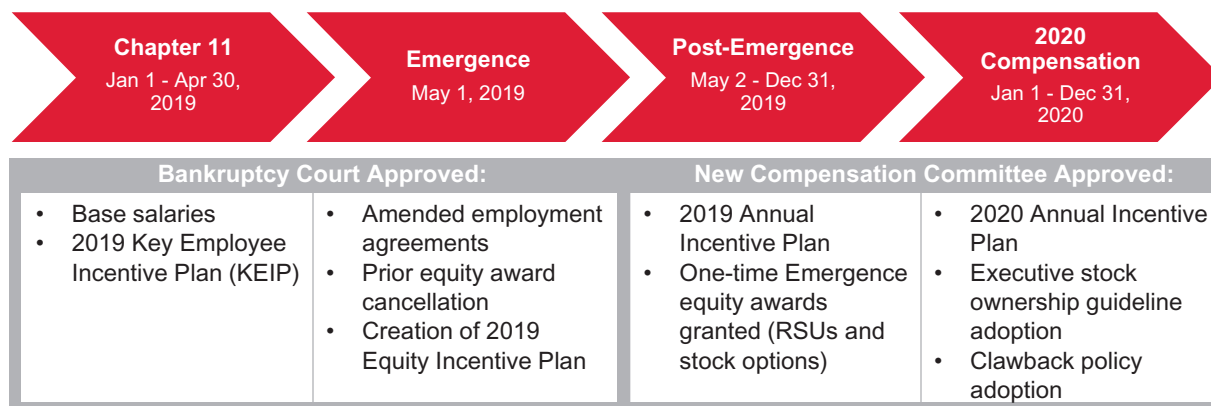 Chapter 11
Jan 1 - Apr 30,
2019
Emergence
May 1, 2019
Post-Emergence
May 2 - Dec 31,
2019
2020
Compensation
Jan 1 - Dec 31,
2020
Bankruptcy Court Approved:
• Base salaries
• 2019 Key Employee
Incentive Plan (KEIP)
• Amended employment
agreements
• Prior equity award
cancellation
• Creation of 2019
Equity Incentive Plan
New Compensation Committee Approved:
• 2019 Annual
Incentive Plan
• One-time Emergence
equity awards
granted (RSUs and
stock options)
• 2020 Annual Incentive
Plan
• Executive stock
ownership guideline
adoption
• Clawback policy
adoption